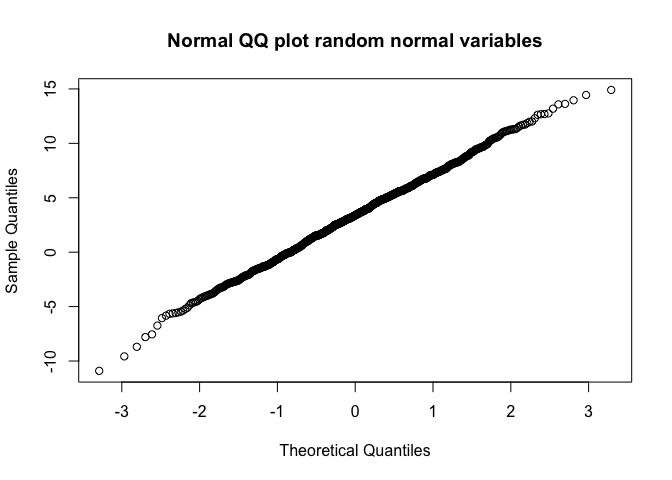 Normal QQ plot random normal variables
15
10
5
0
-5
-10
Sample Quantiles
-3 -2 -1 0 1 2 3
Theoretical Quantiles